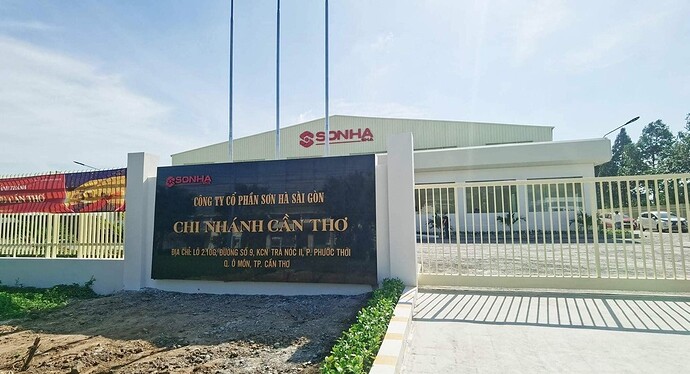 SONHA
SONHA
CÔNG TY CỔ PHẦN SƠN HÀ SÀI GÒN
CHI NHÁNH CẦN THƠ
ĐỊA CHỈ: LÔ 2.10G, ĐƯỜNG SỐ 9, KCN TRÀ NÓC II, P. PHƯỚC THỚI
Q. Ô MÔN, TP. CẦN THƠ